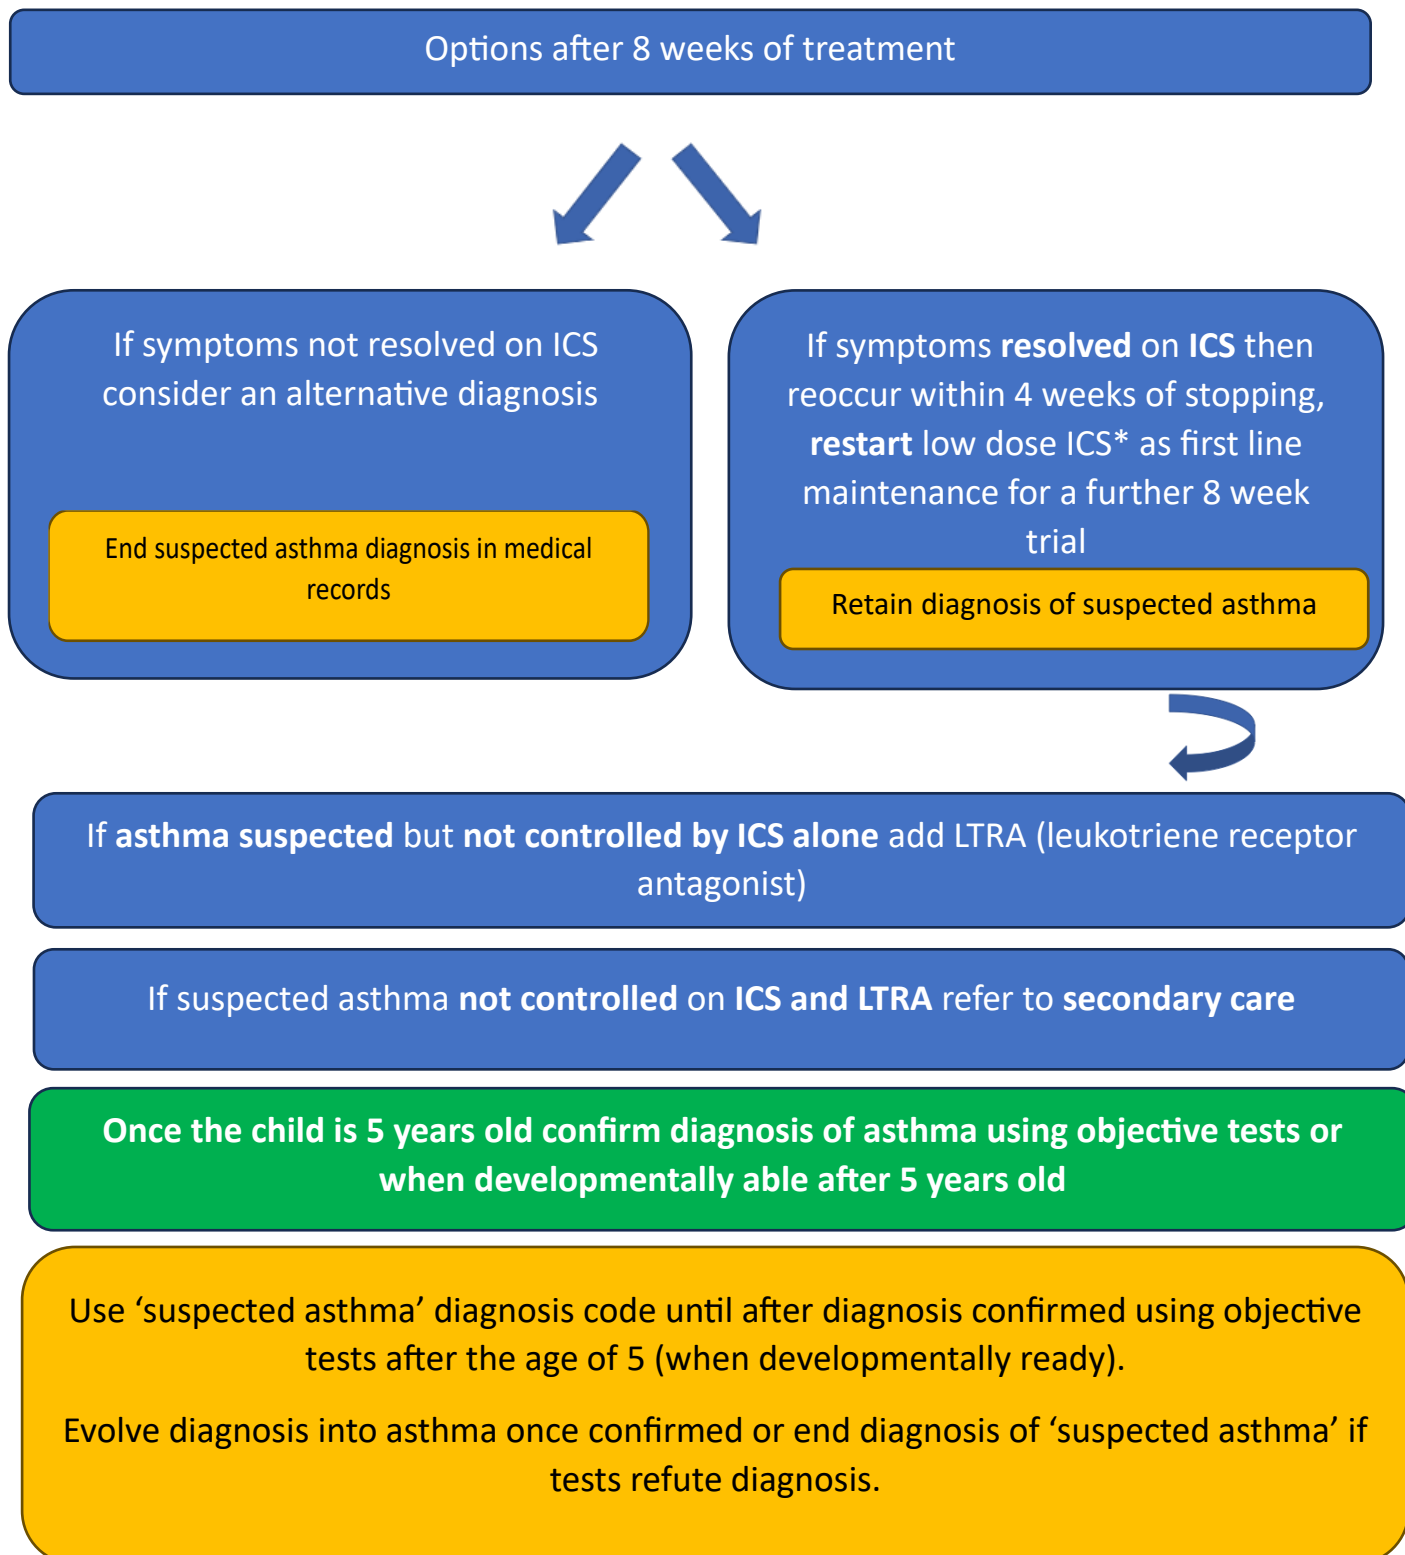 Options after 8 weeks of treatment
If symptoms not resolved on ICS
consider an alternative diagnosis
End suspected asthma diagnosis in medical
records
If symptoms resolved on ICS then
reoccur within 4 weeks of stopping,
restart low dose ICS* as first line
maintenance for a further 8 week
trial
Retain diagnosis of suspected asthma
If asthma suspected but not controlled by ICS alone add LTRA (leukotriene receptor
antagonist)
If suspected asthma not controlled on ICS and LTRA refer to secondary care
Once the child is 5 years old confirm diagnosis of asthma using objective tests or
when developmentally able after 5 years old
Use ‘suspected asthma’ diagnosis code until after diagnosis confirmed using objective
tests after the age of 5 (when developmentally ready).
Evolve diagnosis into asthma once confirmed or end diagnosis of ‘suspected asthma’ if
tests refute diagnosis.